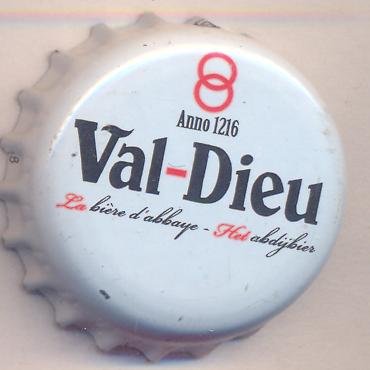 Anno 1216
Val-Dieu
La bière d'abbaye - Het abdijbier